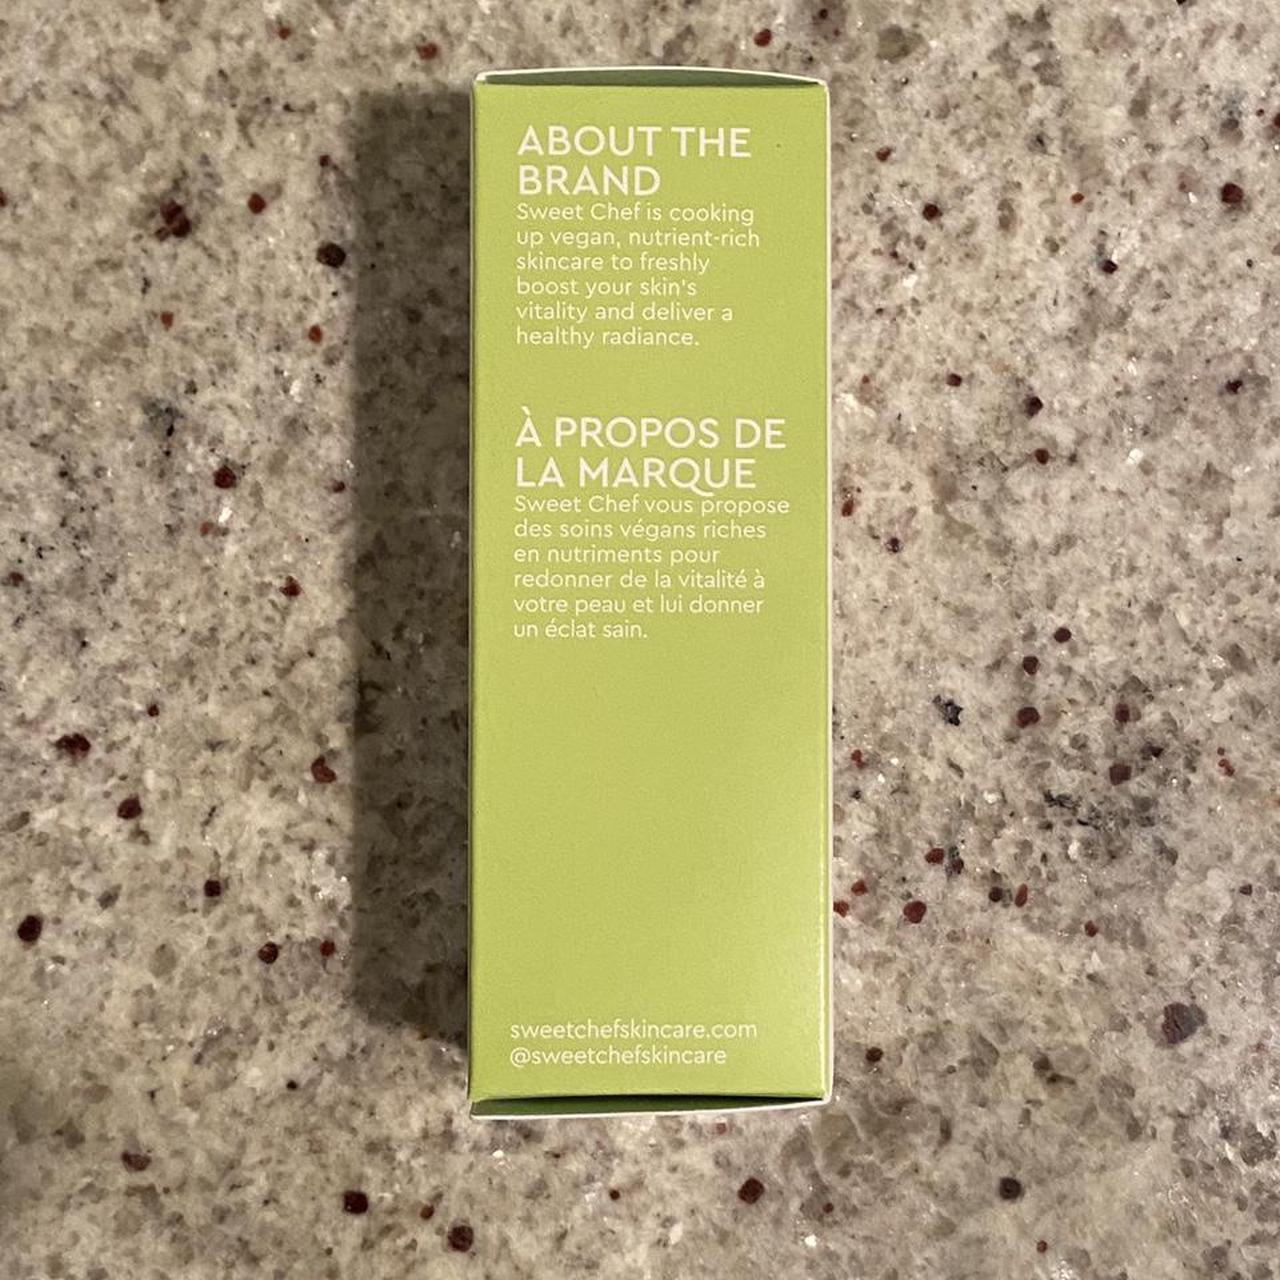 ABOUT THE
BRAND
Sweet Chef is cooking
up vegan, nutrient-rich
skincare to freshly
boost your skin's
vitality and deliver a
healthy radiance.
À PROPOS DE
LA MARQUE
Sweet Chef vous propose
des soins végans riches
en nutriments pour
redonner de la vitalité à
votre peau et lui donner
un éclat sain.
sweetchefskincare.com
@sweetchefskincare